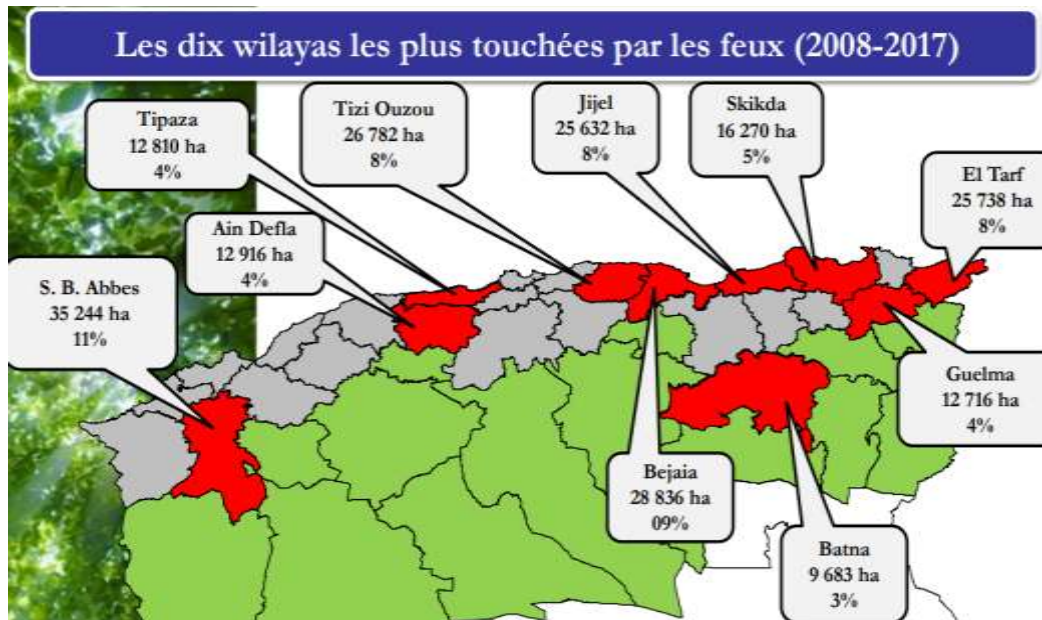 Les dix wilayas les plus touchées par les feux (2008-2017)
Tipaza
12 810 ha
4%
Tizi Ouzou
26 782 ha
8%
Jijel
25 632 ha
8%
Skikda
16 270 ha
5%
El Tarf
25 738 ha
8%
Ain Defla
12 916 ha
4%
S. B. Abbes
35 244 ha
11%
Guelma
12 716 ha
4%
Bejaia
28 836 ha
09%
Batna
9 683 ha
3%